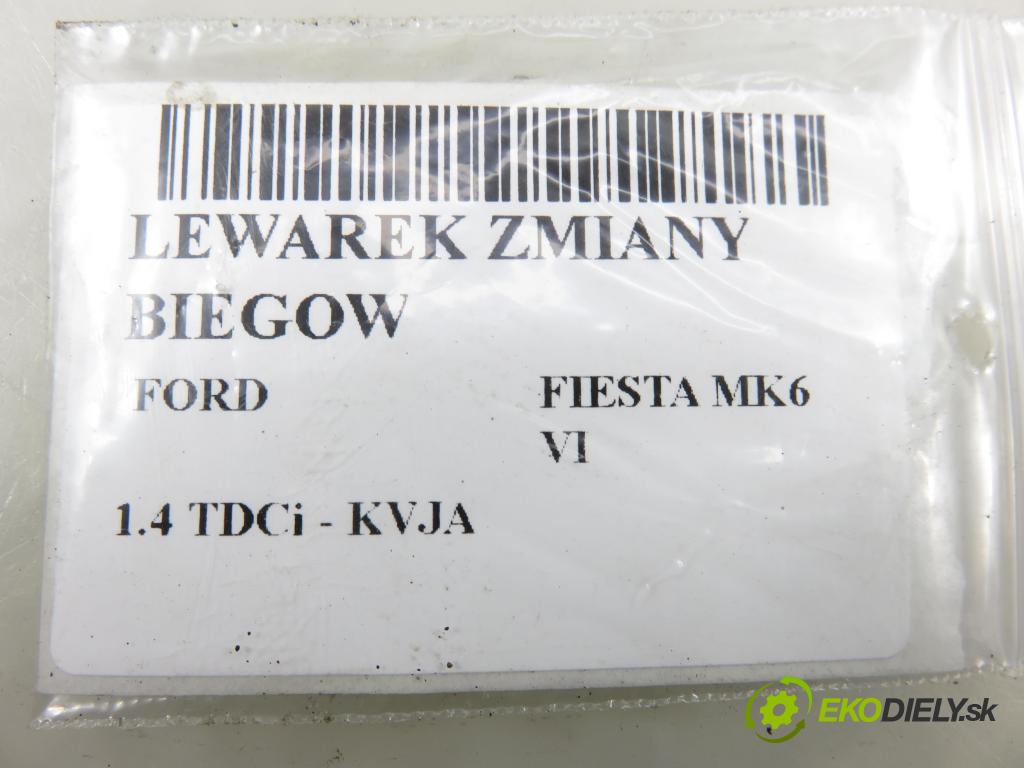 LEWAREK ZMIANY
BIEGOW
FORD FIESTA MK6
VI
1.4 TDCi - KVJA
EKODIELY.sk